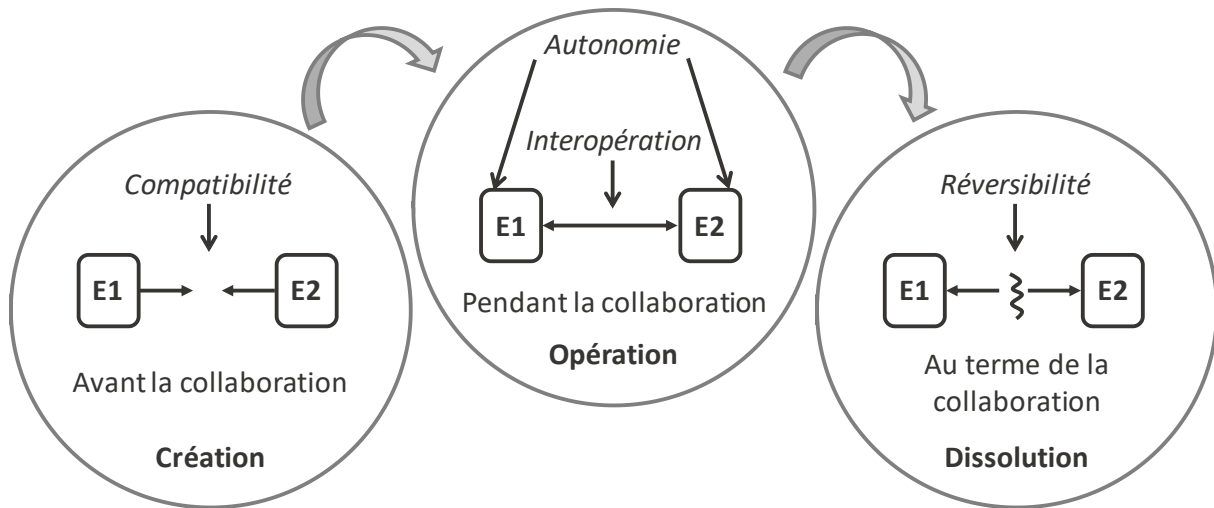 Compatibilité
E1
E2
Avant la collaboration
Création
Autonomie
Interopération
E1
E2
Pendant la collaboration
Opération
Réversibilité
E1
E2
Au terme de la
collaboration
Dissolution